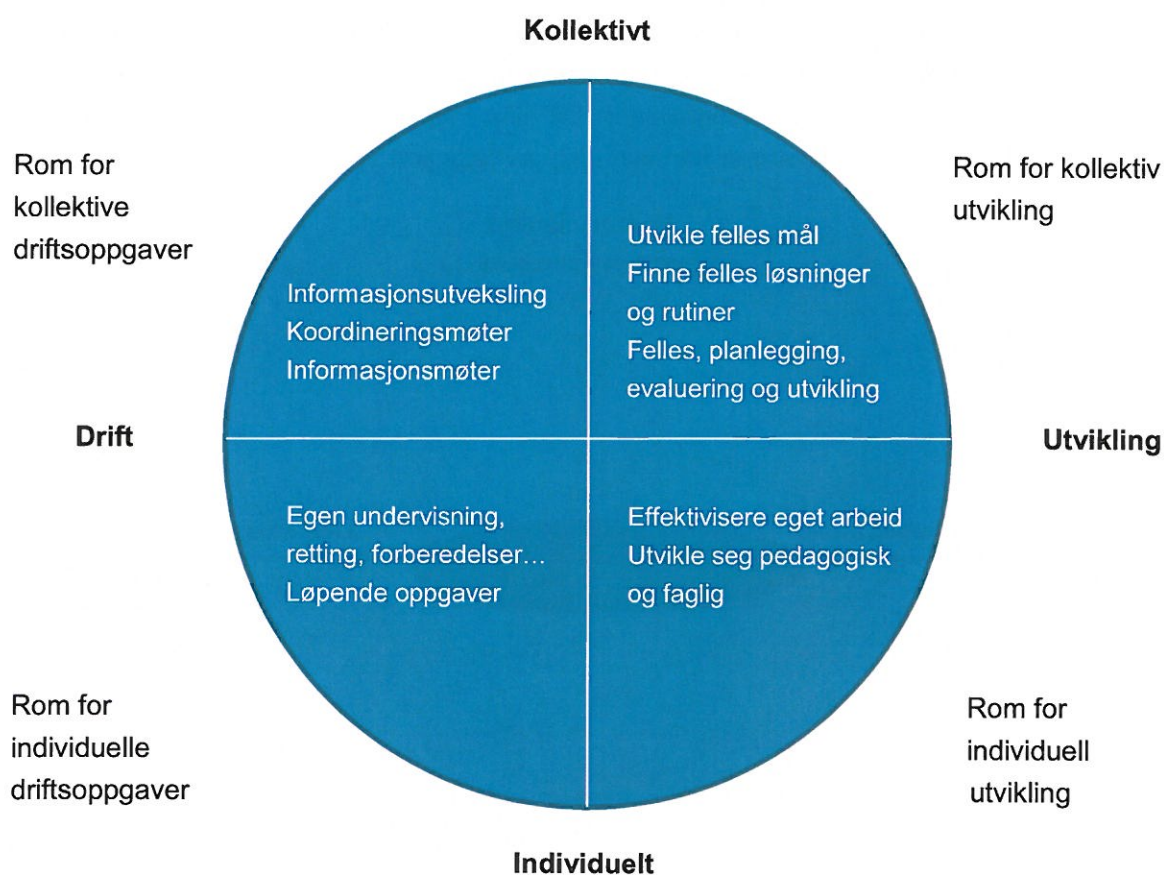 Kollektivt
Rom for
kollektive
driftsoppgaver
Rom for kollektiv
utvikling
Informasjonsutveksling
Koordineringsmøter
Informasjonsmøter
Utvikle felles mål
Finne felles løsninger
og rutiner
Felles, planlegging,
evaluering og utvikling
Drift
Utvikling
Egen undervisning,
retting, forberedelser...
Løpende oppgaver
Effektivisere eget arbeid
Utvikle seg pedagogisk
og faglig
Rom for
individuelle
driftsoppgaver
Rom for
individuell
utvikling
Individuelt